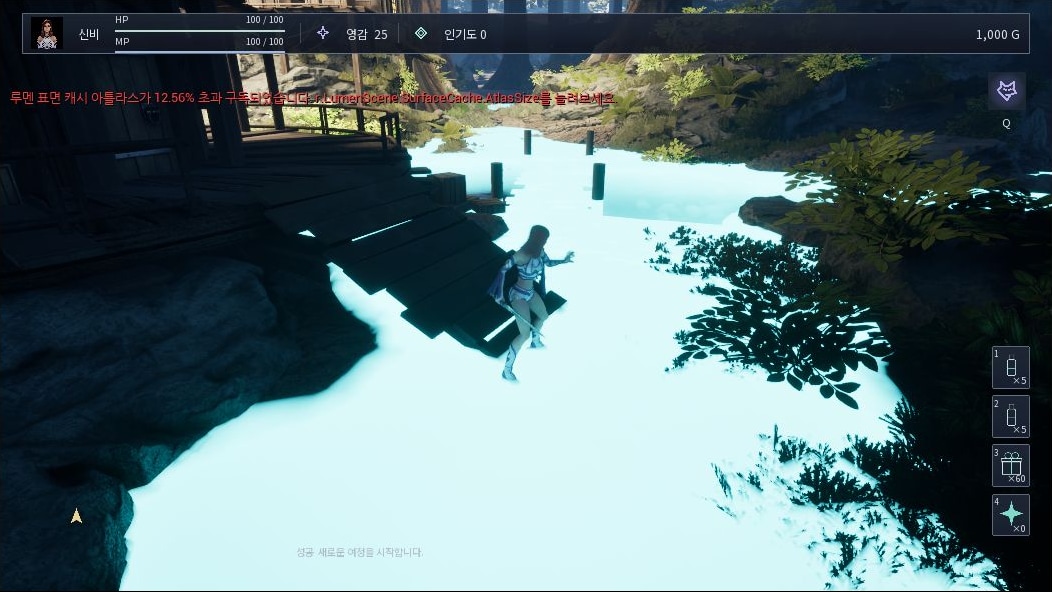 HP 100 / 100
신비 영감 25 인기도 0 1,000 G
MP 100 / 100
루멘 표면 캐시 아틀라스가 12.56% 초과 구독되었습니다. r.LumenScene.SurfaceCache.AtlasSize를 늘려보세요
Q
1
×5
2
×5
3
×60
4
×0
성공 새로운 여정을 시작합니다.